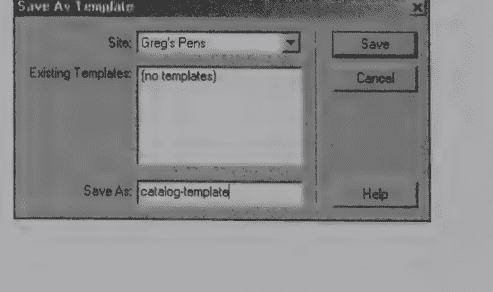 Save As Template
Site: Greg's Pens
Save
Existing Templates: (no templates)
Cancel
Save As: catalog-template
Help